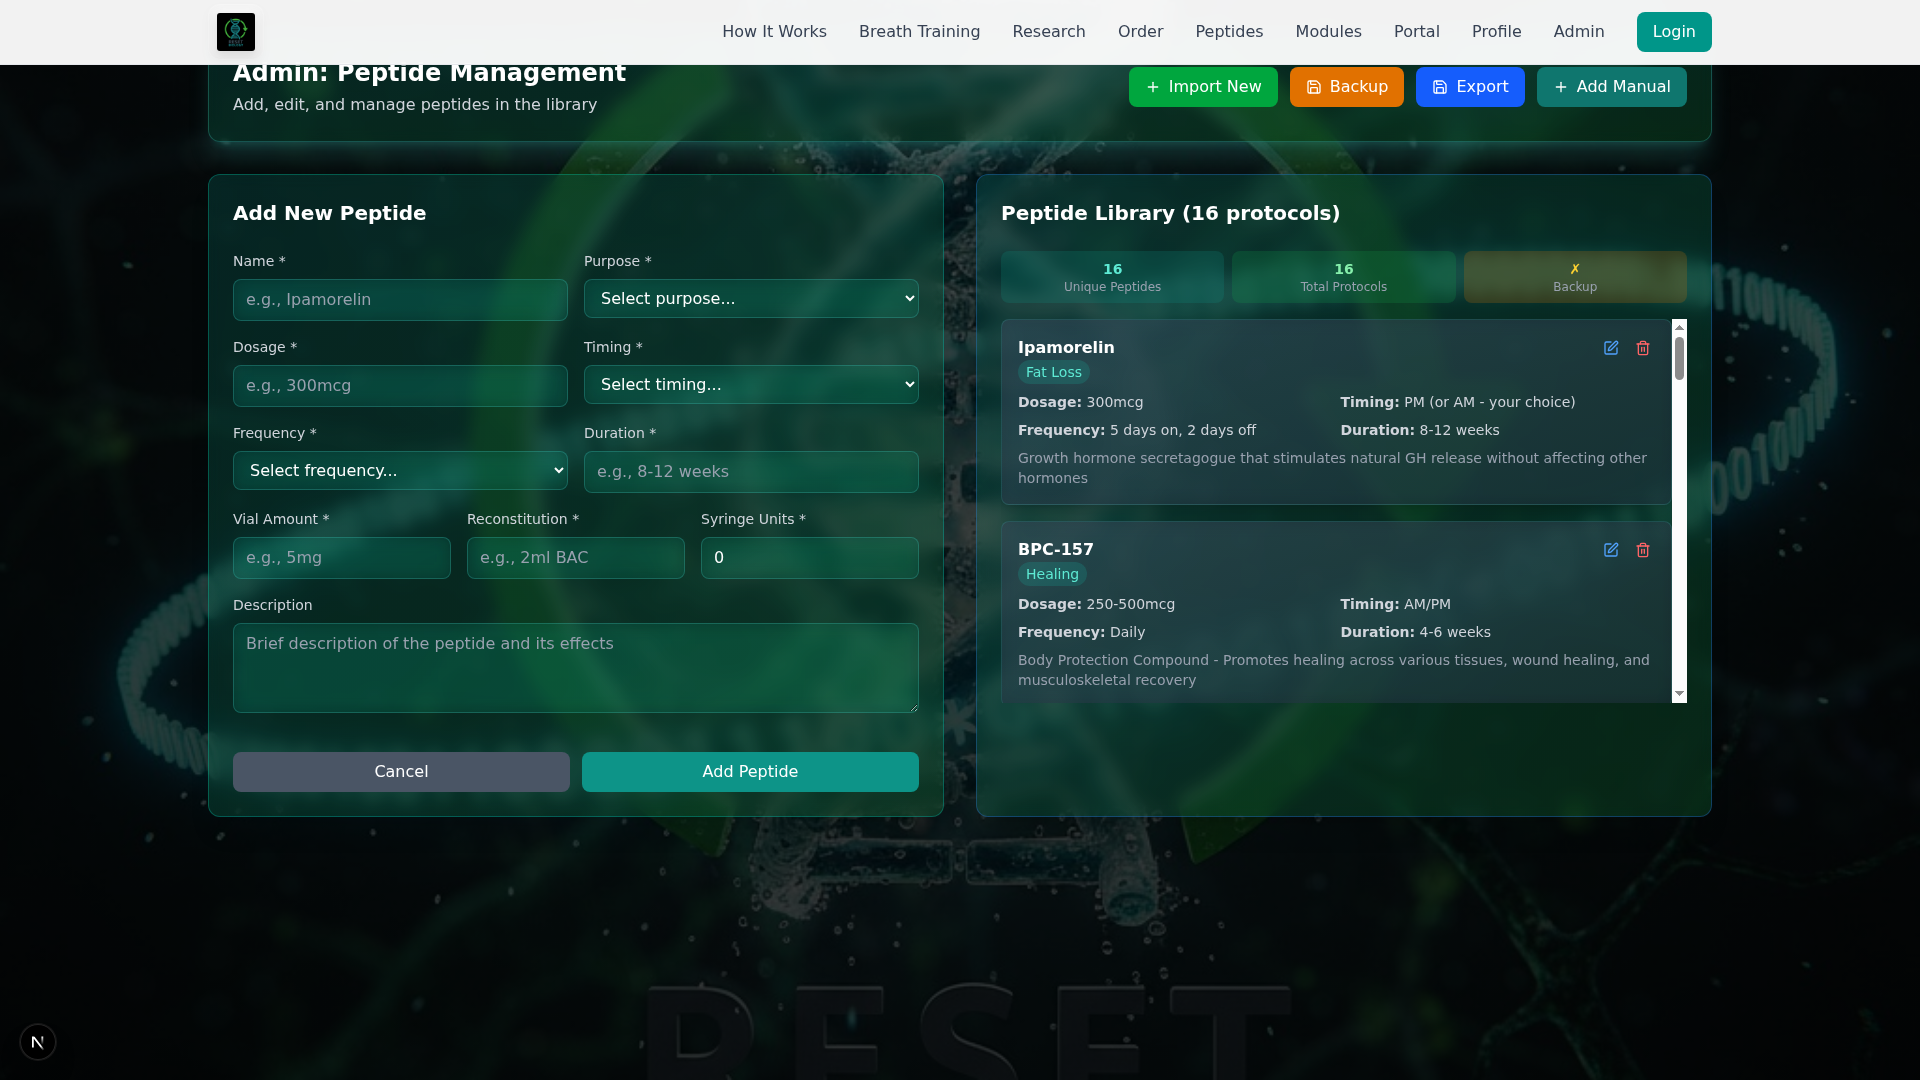 How It Works
Breath Training
Research
Order
Peptides
Modules
Portal
Profile
Admin
Login
Admin: Peptide Management
Add, edit, and manage peptides in the library
Import New
Backup
Export
Add Manual
Add New Peptide
Name *
Purpose *
e.g., Ipamorelin
Select purpose...
Dosage *
Timing *
e.g., 300mcg
Select timing...
Frequency *
Duration *
Select frequency...
e.g., 8-12 weeks
Vial Amount *
Reconstitution *
Syringe Units *
e.g., 5mg
e.g., 2ml BAC
0
Description
Brief description of the peptide and its effects
Cancel
Add Peptide
Peptide Library (16 protocols)
16
Unique Peptides
16
Total Protocols
✗
Backup
Ipamorelin
Fat Loss
Dosage: 300mcg
Timing: PM (or AM - your choice)
Frequency: 5 days on, 2 days off
Duration: 8-12 weeks
Growth hormone secretagogue that stimulates natural GH release without affecting other
hormones
BPC-157
Healing
Dosage: 250-500mcg
Timing: AM/PM
Frequency: Daily
Duration: 4-6 weeks
Body Protection Compound - Promotes healing across various tissues, wound healing, and
musculoskeletal recovery
RESET
N